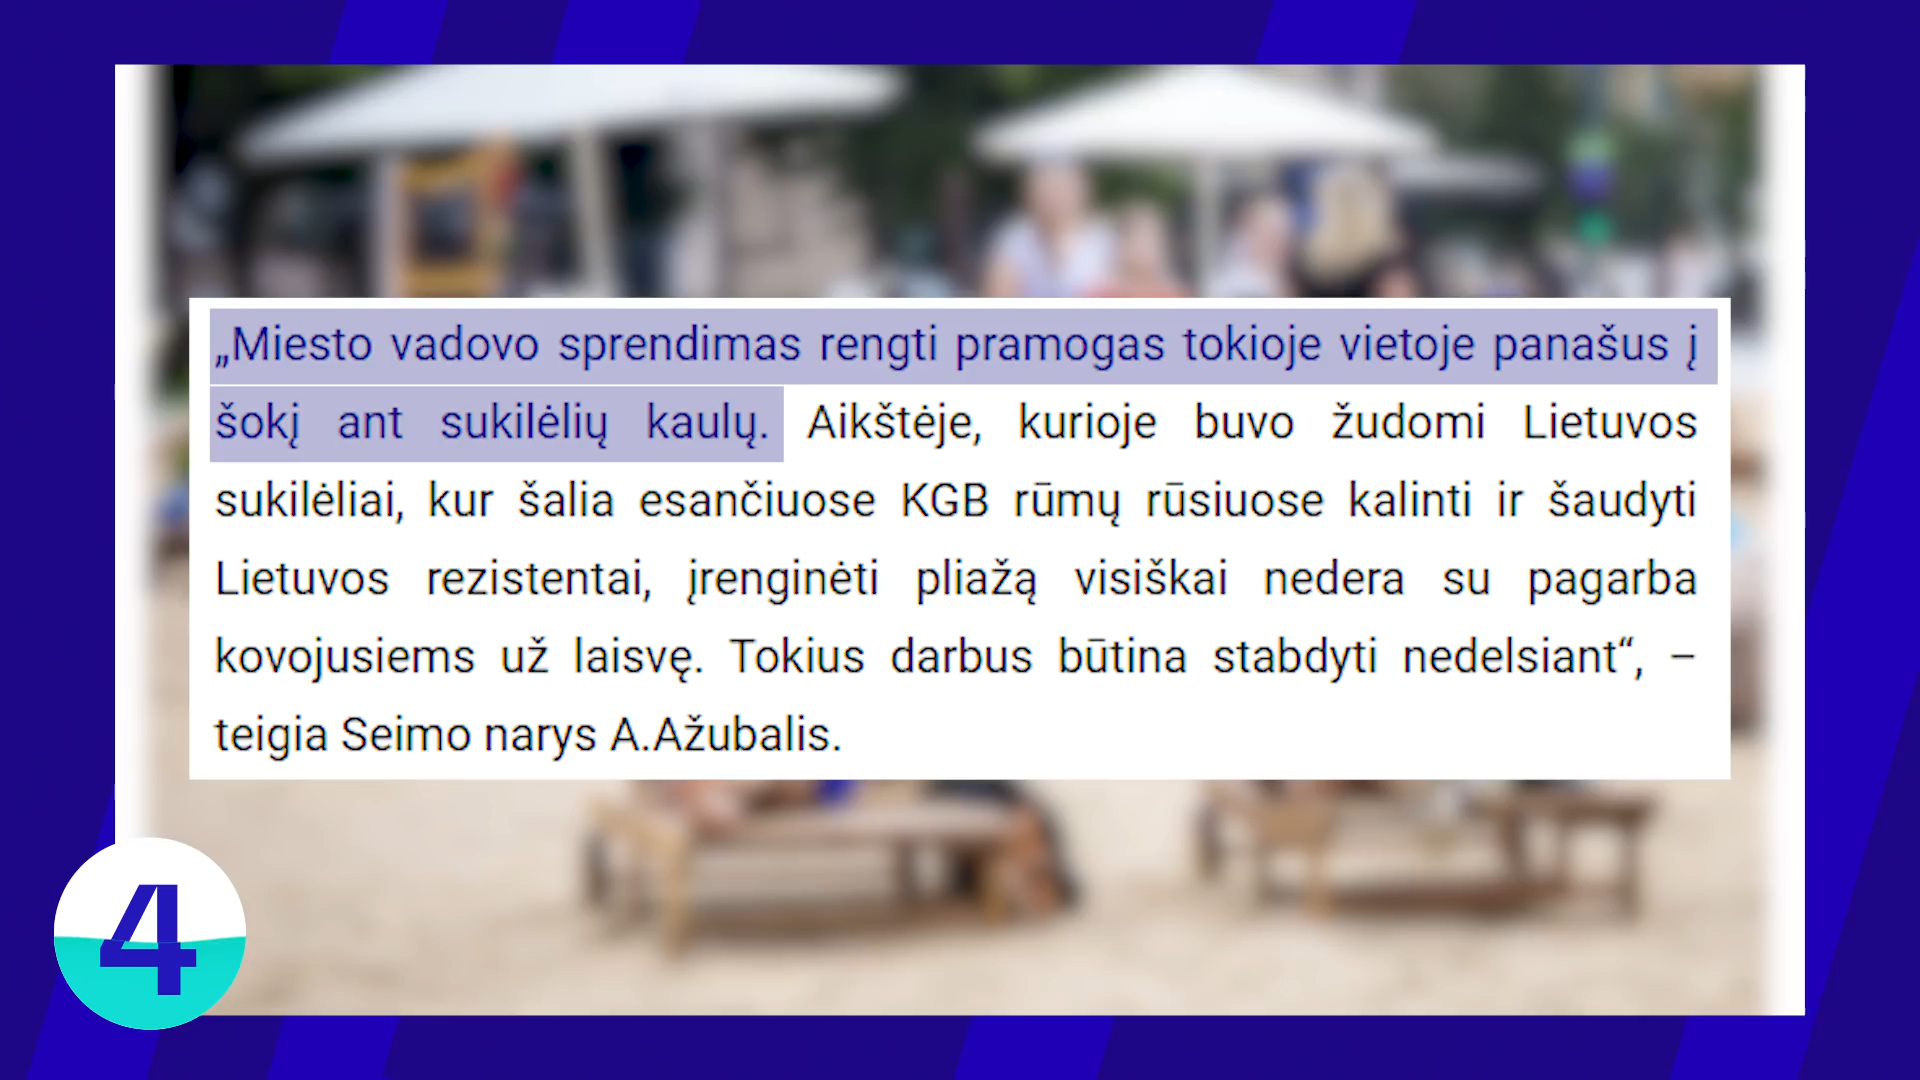 „Miesto vadovo sprendimas rengti pramogas tokioje vietoje panašus į
šokį ant sukilėlių kaulų. Aikštėje, kurioje buvo žudomi Lietuvos
sukilėliai, kur šalia esančiuose KGB rūmų rūsiuose kalinti ir šaudyti
Lietuvos rezistentai, įrenginėti pliažą visiškai nedera su pagarba
kovojusiems už laisvę. Tokius darbus būtina stabdyti nedelsiant“, –
teigia Seimo narys A.Ažubalis.
4